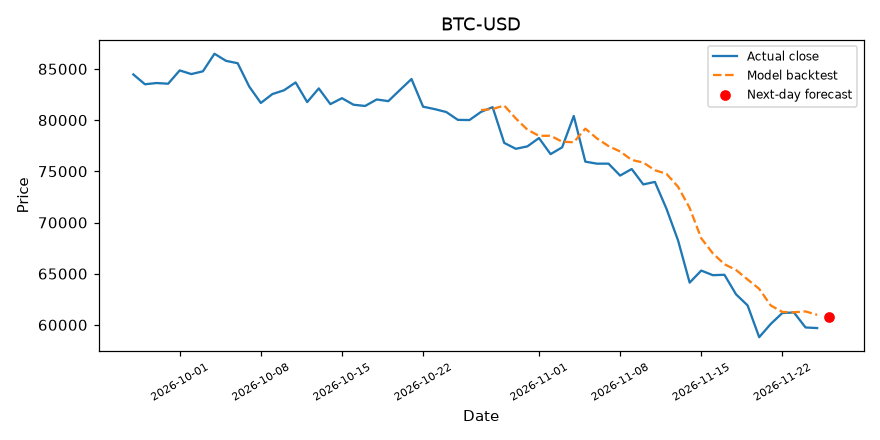 BTC-USD
Actual close
Model backtest
Next-day forecast
Price
85000
80000
75000
70000
65000
60000
2026-10-01
2026-10-08
2026-10-15
2026-10-22
2026-11-01
2026-11-08
2026-11-15
2026-11-22
Date